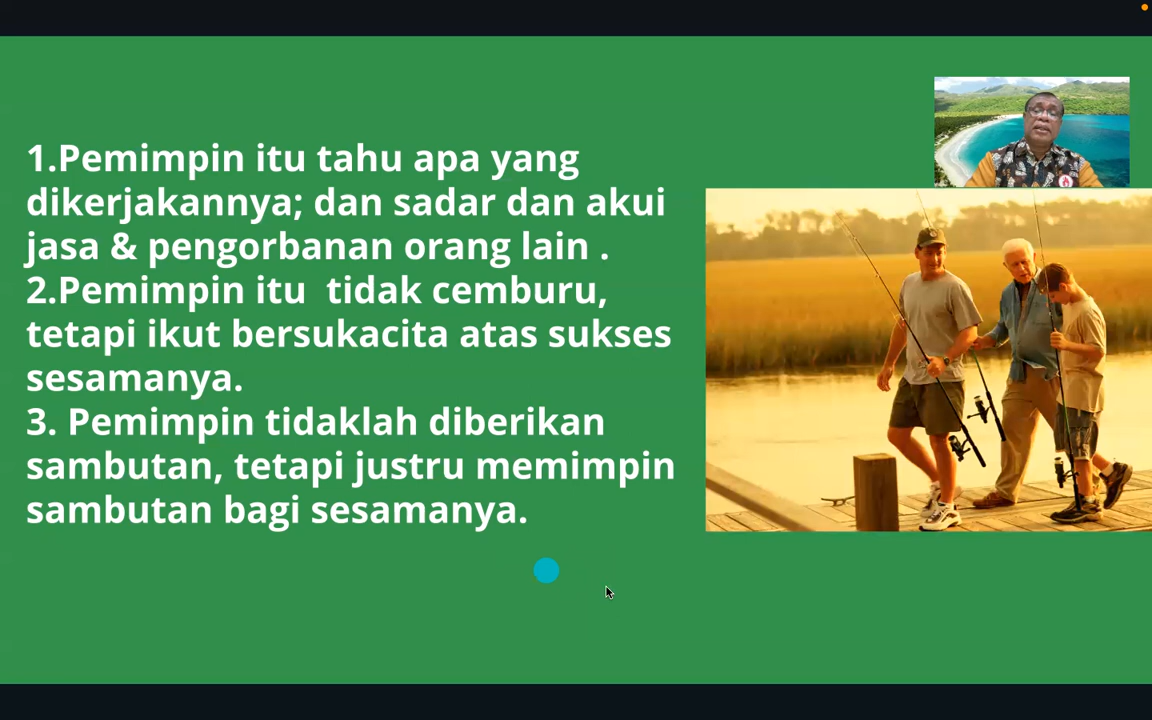 1.Pemimpin itu tahu apa yang
dikerjakannya; dan sadar dan akui
jasa & pengorbanan orang lain .
2.Pemimpin itu  tidak cemburu,
tetapi ikut bersukacita atas sukses
sesamanya.
3. Pemimpin tidaklah diberikan
sambutan, tetapi justru memimpin
sambutan bagi sesamanya.